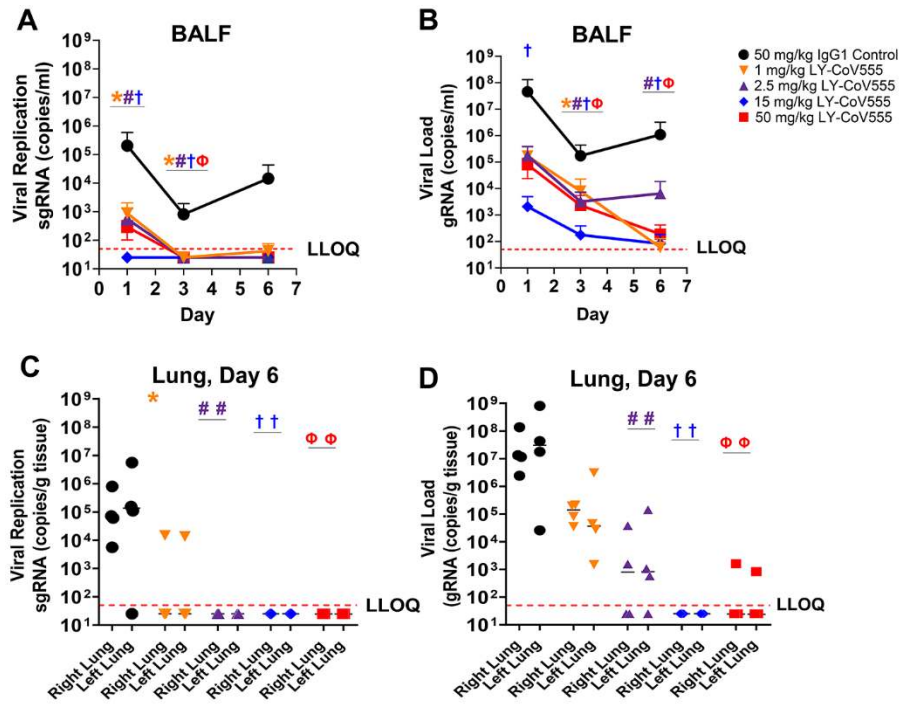 A
BALF
Viral Replication
sgRNA (copies/ml)
10⁹
10⁸
10⁷
10⁶
10⁵
10⁴
10³
10²
10¹
*#†
*#†Φ
LLOQ
0 1 2 3 4 5 6 7
Day
B
BALF
Viral Load
gRNA (copies/ml)
10⁹
10⁸
10⁷
10⁶
10⁵
10⁴
10³
10²
10¹
†
*#†Φ
#†Φ
LLOQ
0 1 2 3 4 5 6 7
Day
50 mg/kg IgG1 Control
1 mg/kg LY-CoV555
2.5 mg/kg LY-CoV555
15 mg/kg LY-CoV555
50 mg/kg LY-CoV555
C
Lung, Day 6
Viral Replication
sgRNA (copies/g tissue)
10⁹
10⁸
10⁷
10⁶
10⁵
10⁴
10³
10²
10¹
*
# #
† †
Φ Φ
LLOQ
Right Lung
Left Lung
Right Lung
Left Lung
Right Lung
Left Lung
Right Lung
Left Lung
Right Lung
Left Lung
D
Lung, Day 6
Viral Load
(gRNA (copies/g tissue)
10⁹
10⁸
10⁷
10⁶
10⁵
10⁴
10³
10²
10¹
# #
† †
Φ Φ
LLOQ
Right Lung
Left Lung
Right Lung
Left Lung
Right Lung
Left Lung
Right Lung
Left Lung
Right Lung
Left Lung